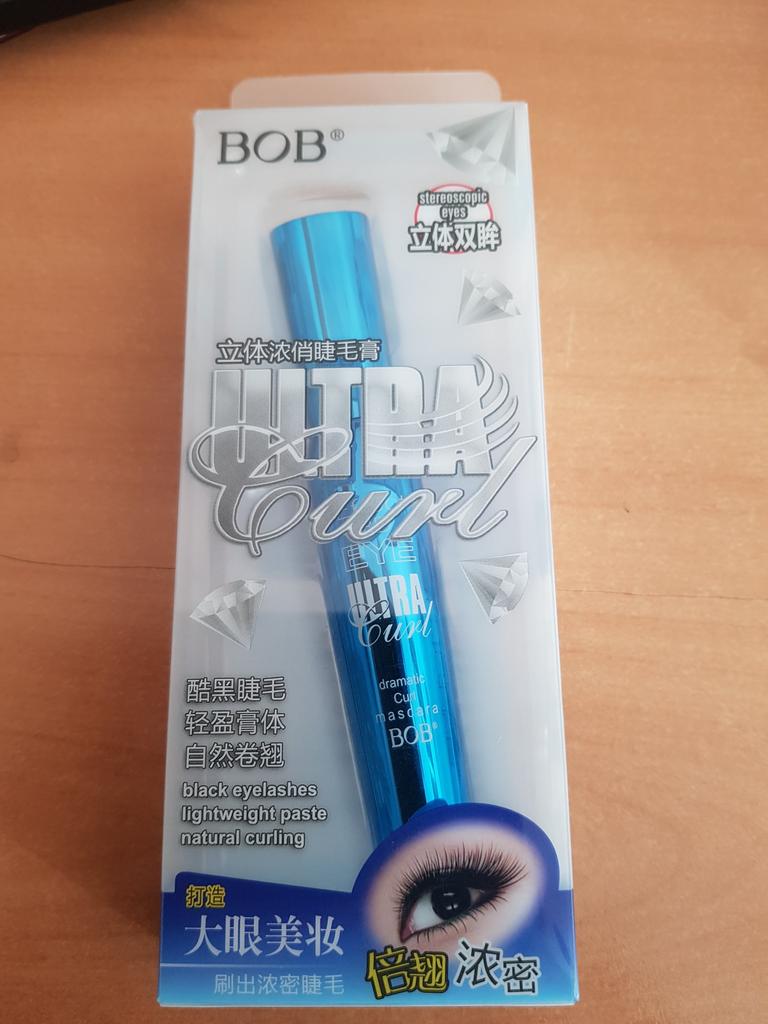 BOB®
stereoscopic
eyes
立体双眸
立体浓俏睫毛膏
ULTRA
Curl
EYE
ULTRA
Curl
dramatic
Curl
mascara
BOB®
酷黑睫毛
轻盈膏体
自然卷翘
black eyelashes
lightweight paste
natural curling
打造
大眼美妆
刷出浓密睫毛
倍翘 浓密